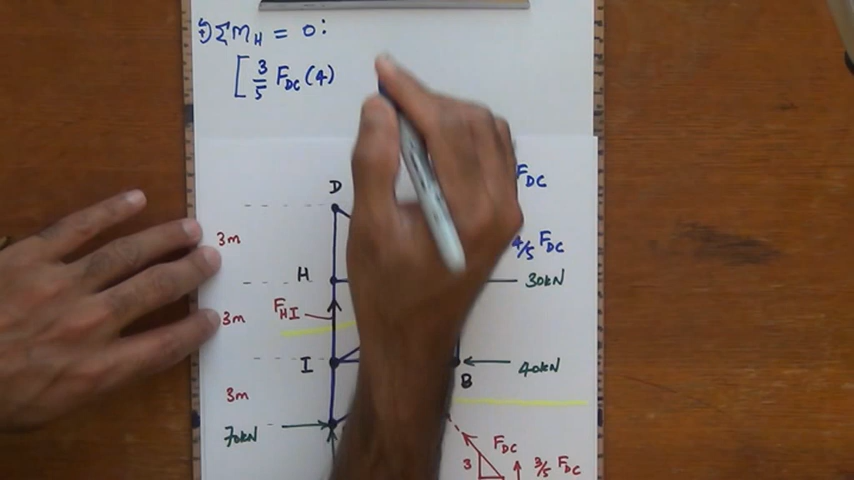 ↺ ΣM_H = 0:
[3/5 F_DC (4)
F_DC
D
3m
4/5 F_DC
H
30kN
F_HI
3m
I
40kN
B
3m
70kN
F_DC
3
3/5 F_DC